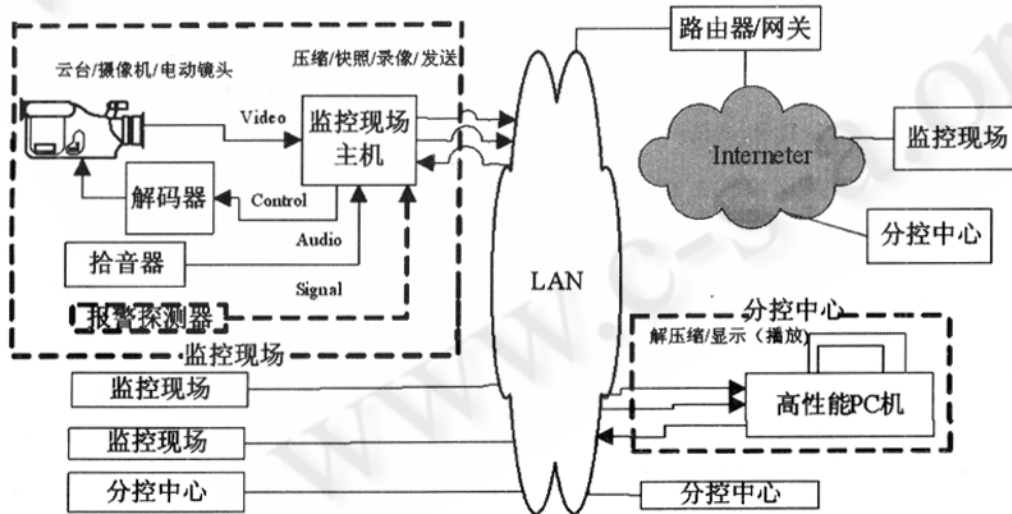 路由器/网关
云台/摄像机/电动镜头
压缩/快照/录像/发送
Video
监控现场
主机
Interneter
监控现场
解码器
Control
分控中心
Audio
拾音器
Signal
LAN
报警探测器
监控现场
分控中心
解压缩/显示（播放）
高性能PC机
监控现场
监控现场
分控中心
分控中心
www.c-s-a.org